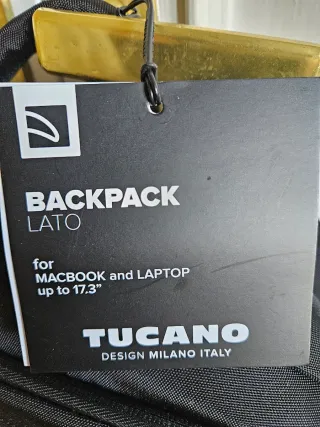 BACKPACK
LATO
for
MACBOOK and LAPTOP
up to 17.3”
TUCANO
DESIGN MILANO ITALY